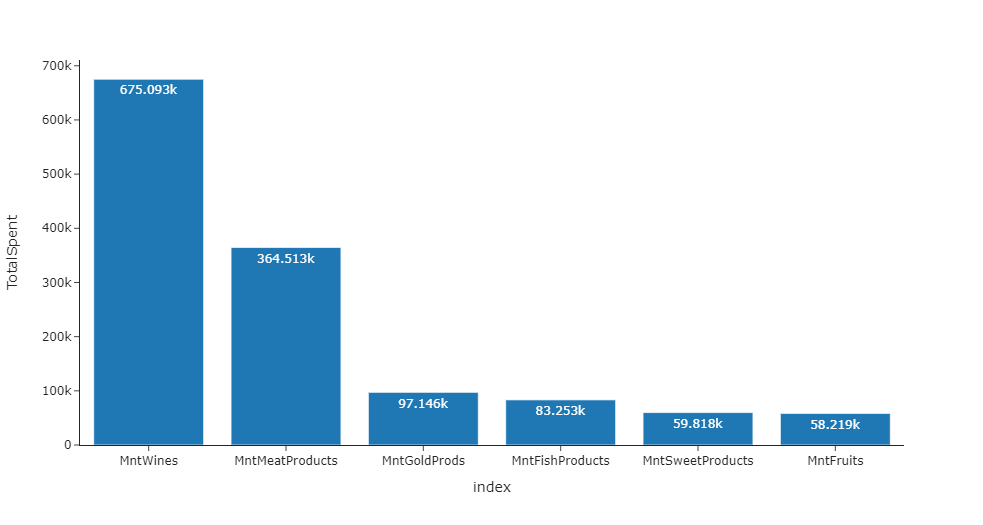 700k
600k
500k
400k
300k
200k
100k
0
TotalSpent
675.093k
364.513k
97.146k
83.253k
59.818k
58.219k
MntWines
MntMeatProducts
MntGoldProds
MntFishProducts
MntSweetProducts
MntFruits
index